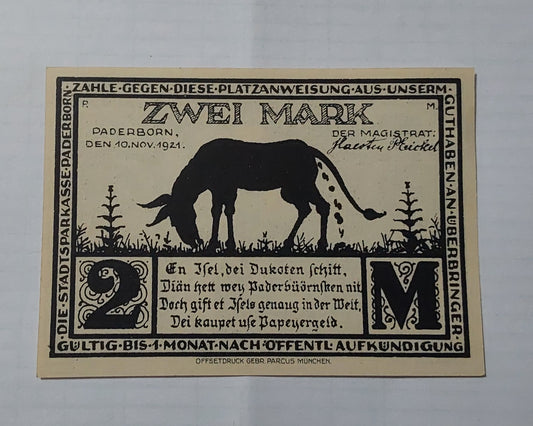 DIE·STADTSPARKASSE·PADERBORN·
ZAHLE·GEGEN·DIESE·PLATZANWEISUNG·AUS·UNSERM·
GUTHABEN·AN·ÜBERBRINGER·
GÜLTIG·BIS·1·MONAT·NACH·ÖFFENTL·AUFKÜNDIGUNG
P. M
ZWEI MARK
PADERBORN,
DEN 10.NOV.1921.
DER MAGISTRAT:
2
En Isel, dei Dukoten schitt,
Diän hett wey Paderbüörnsken nit
Doch gift et Isels genaug in der Welt,
Dei kaupet use Papeyergeld.
M
OFFSETDRUCK GEBR. PARCUS MÜNCHEN.